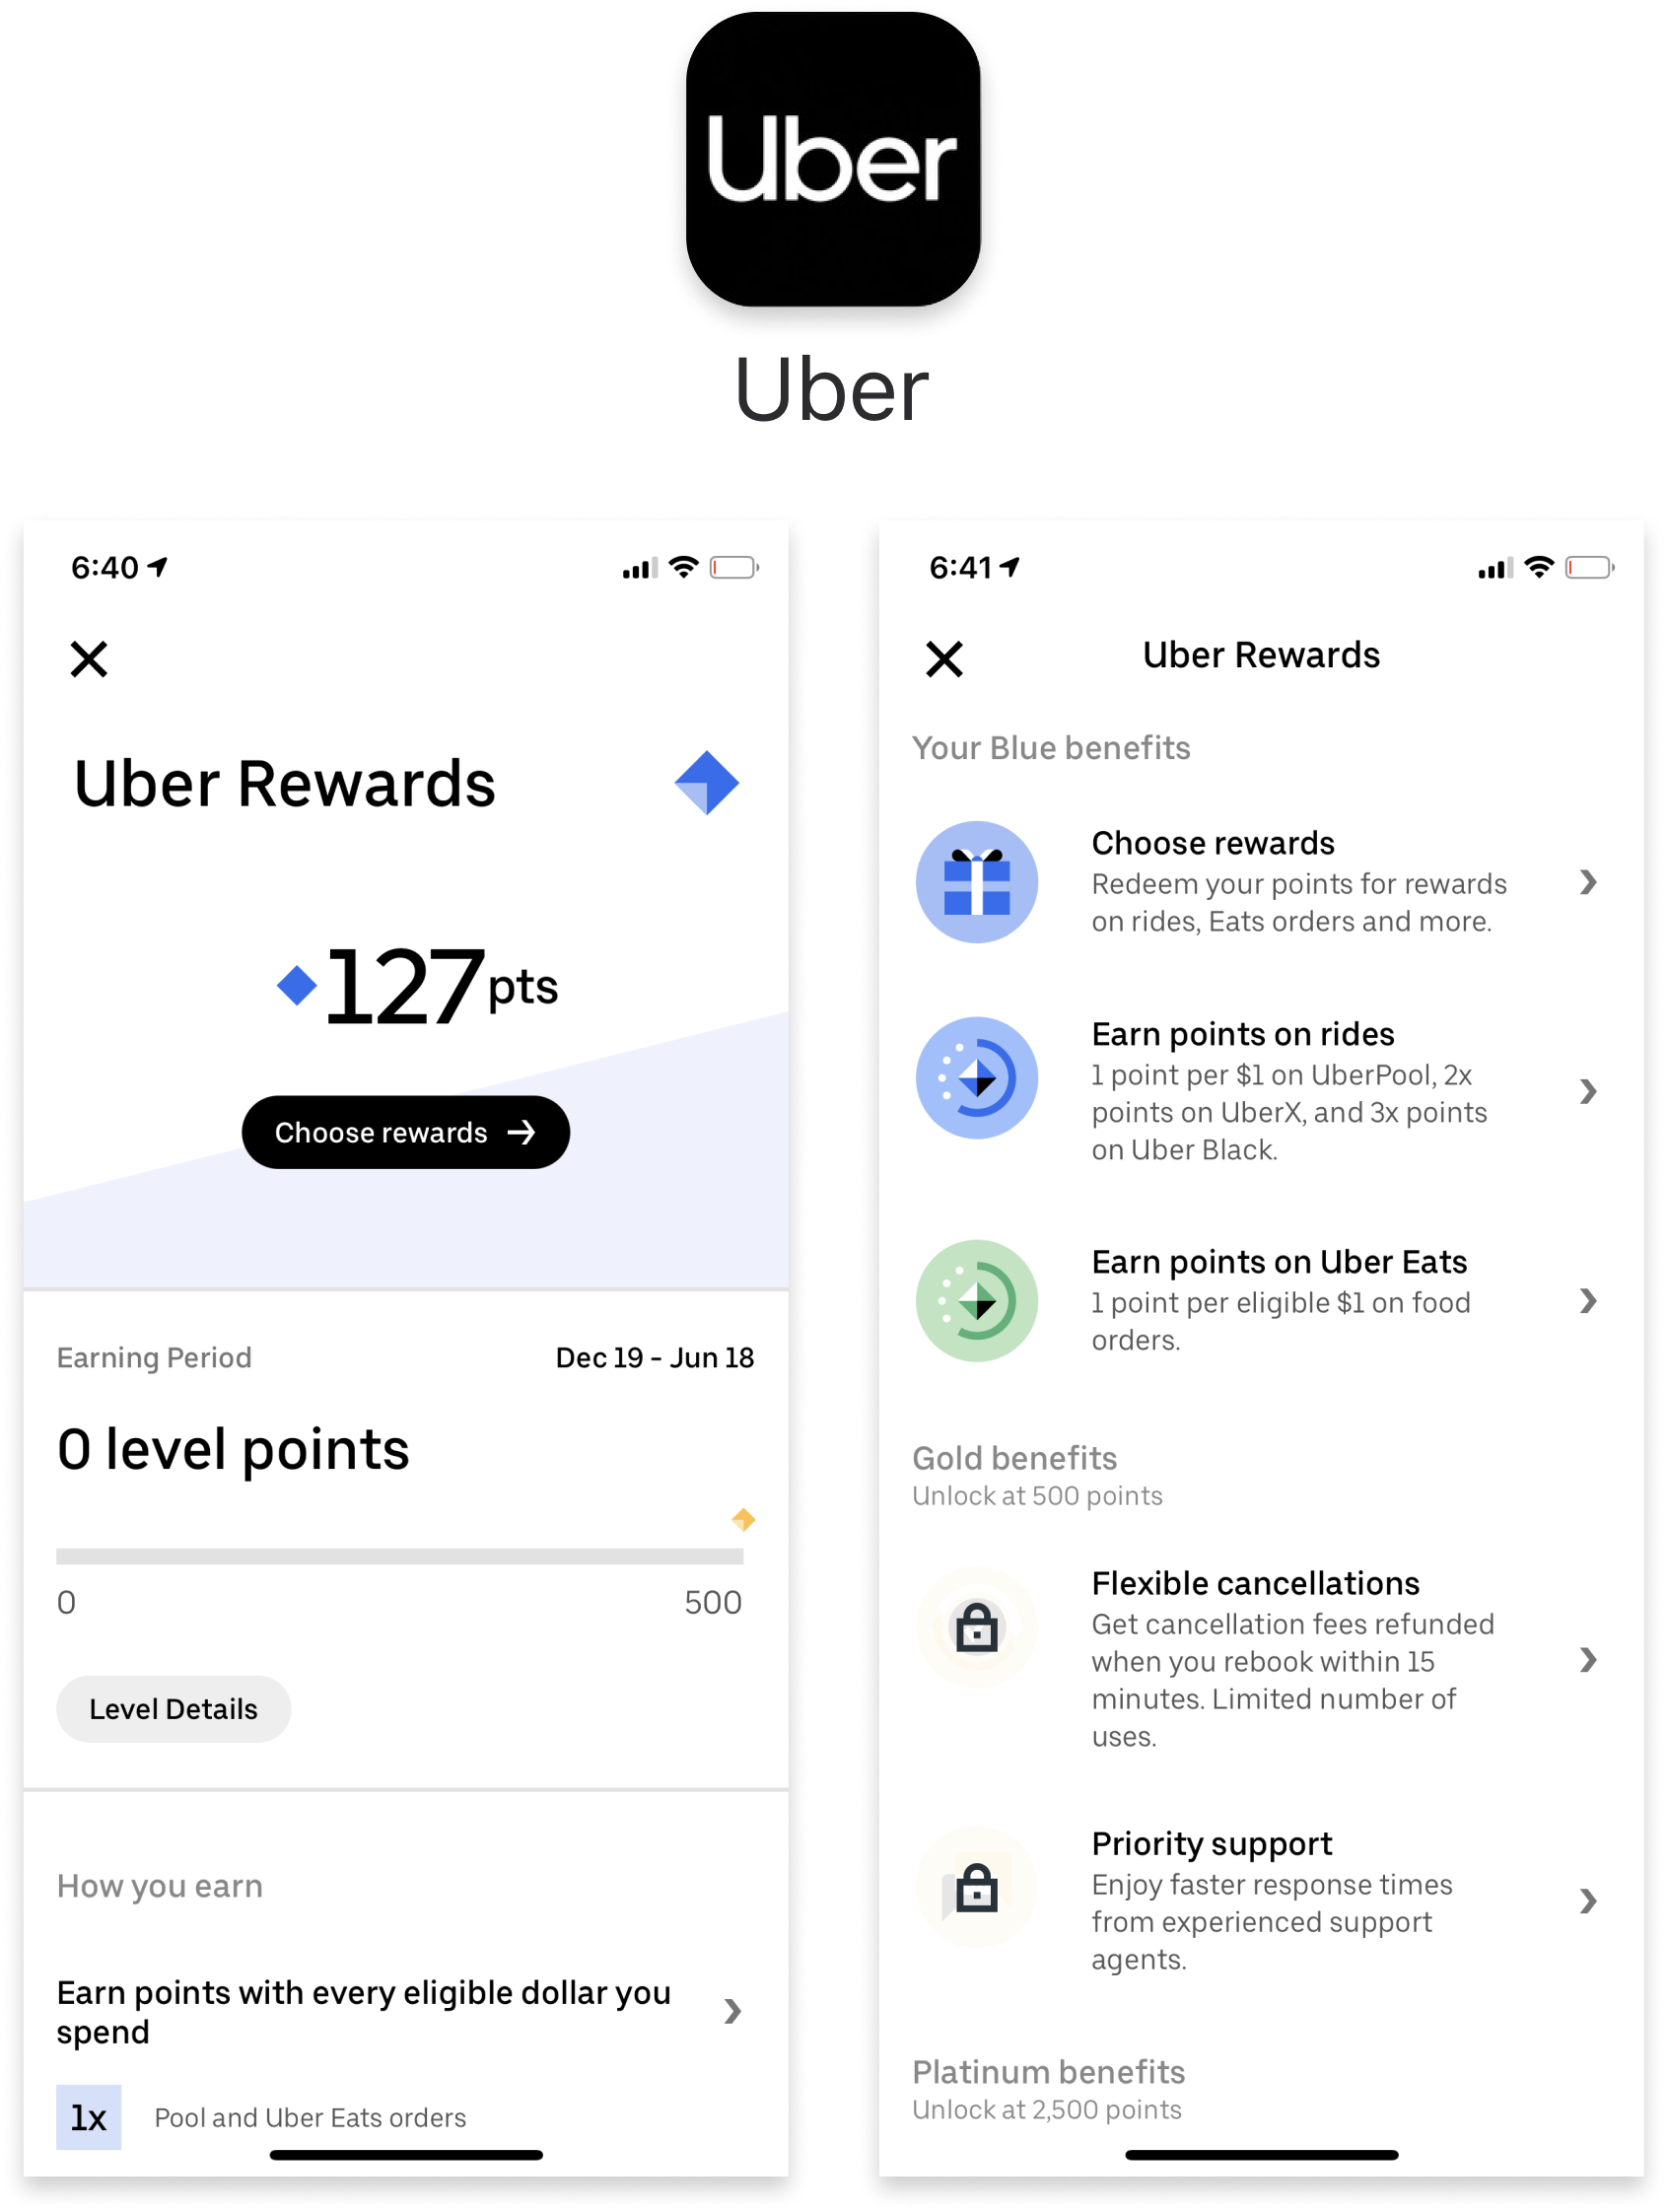 Uber
Uber
6:40
Uber Rewards
127 pts
Choose rewards
Earning Period
Dec 19 - Jun 18
0 level points
0
500
Level Details
How you earn
Earn points with every eligible dollar you
spend
1x
Pool and Uber Eats orders
6:41
Uber Rewards
Your Blue benefits
Choose rewards
Redeem your points for rewards
on rides, Eats orders and more.
Earn points on rides
1 point per $1 on UberPool, 2x
points on UberX, and 3x points
on Uber Black.
Earn points on Uber Eats
1 point per eligible $1 on food
orders.
Gold benefits
Unlock at 500 points
Flexible cancellations
Get cancellation fees refunded
when you rebook within 15
minutes. Limited number of
uses.
Priority support
Enjoy faster response times
from experienced support
agents.
Platinum benefits
Unlock at 2,500 points